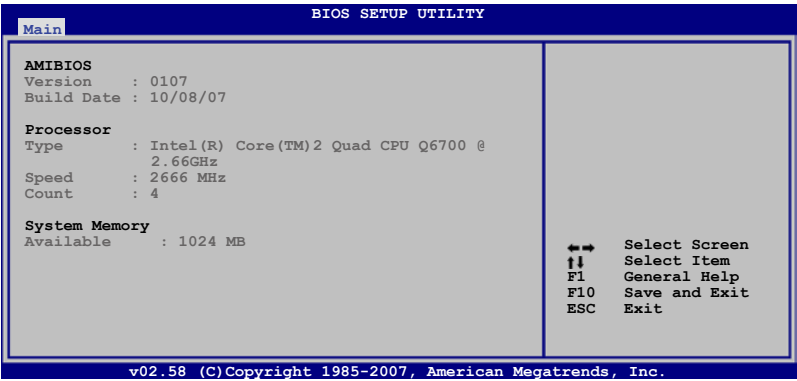 BIOS SETUP UTILITY
Main
AMIBIOS
Version : 0107
Build Date : 10/08/07
Processor
Type : Intel(R) Core(TM)2 Quad CPU Q6700 @
2.66GHz
Speed : 2666 MHz
Count : 4
System Memory
Available : 1024 MB
←→ Select Screen
↑↓ Select Item
F1 General Help
F10 Save and Exit
ESC Exit
v02.58 (C)Copyright 1985-2007, American Megatrends, Inc.